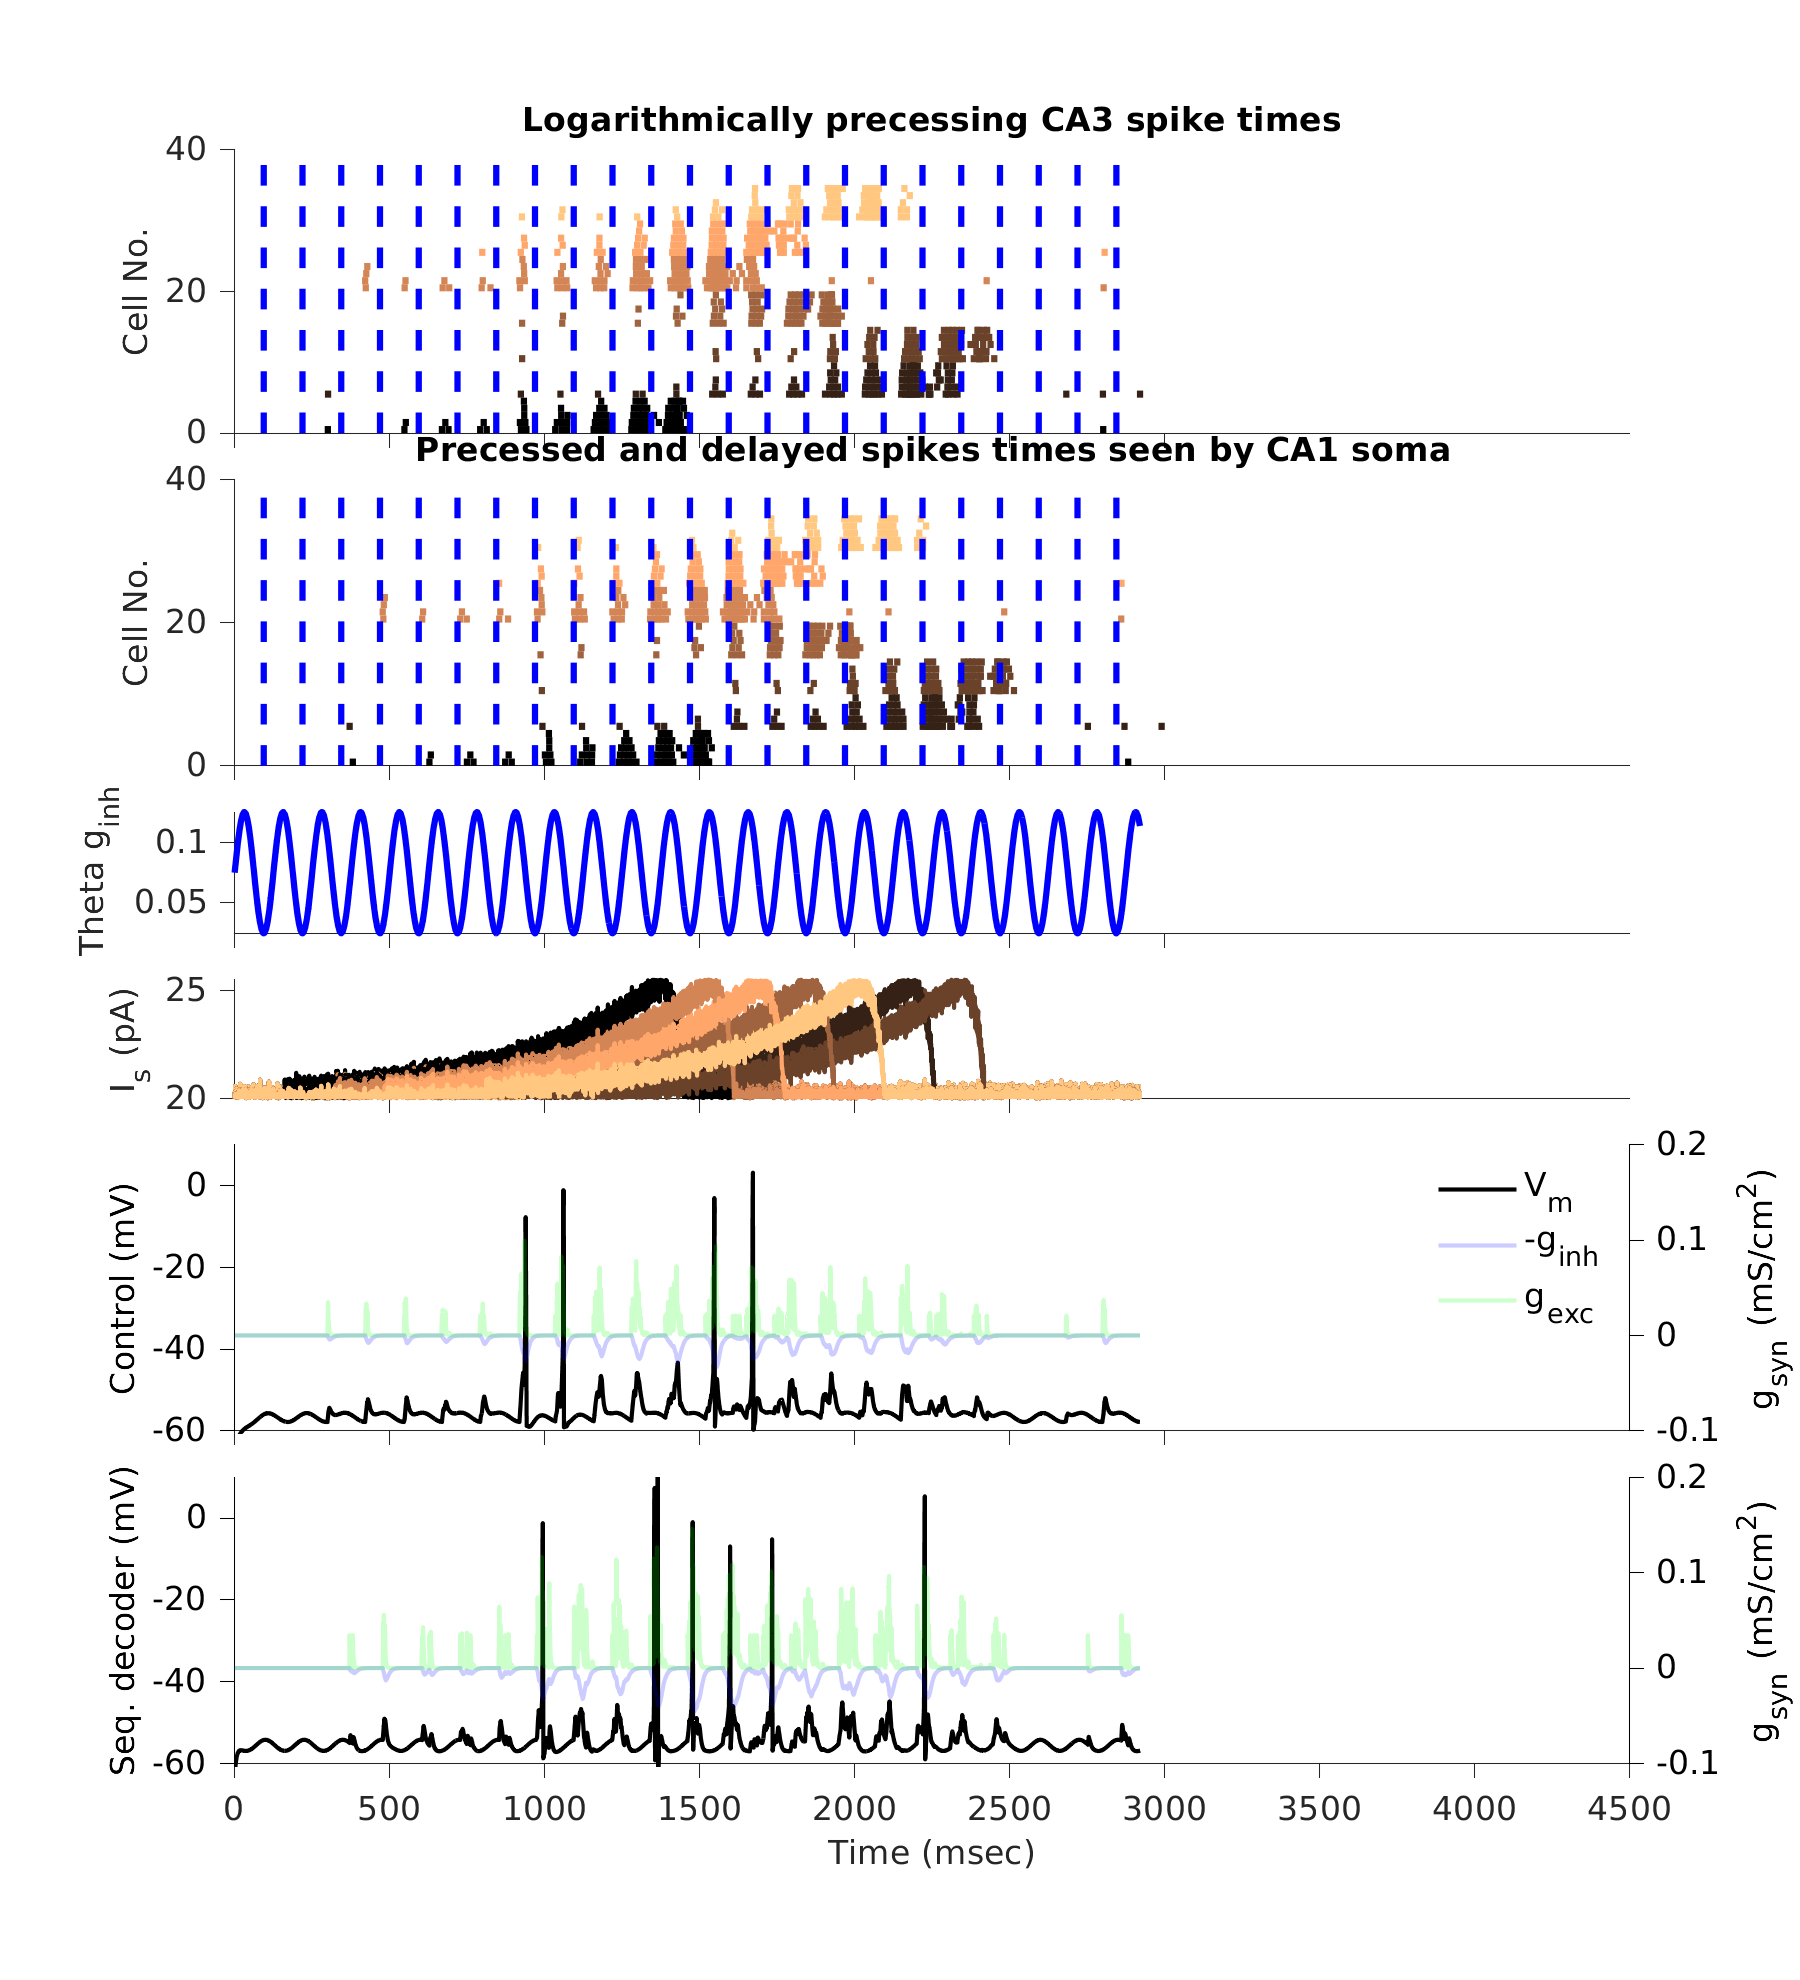 Logarithmically precessing CA3 spike times
40
20
0
Cell No.
Precessed and delayed spikes times seen by CA1 soma
40
20
0
Cell No.
0.1
0.05
Theta g_inh
25
20
I_s (pA)
0
-20
-40
-60
Control (mV)
V_m
-g_inh
g_exc
0.2
0.1
0
-0.1
g_syn (mS/cm^2)
0
-20
-40
-60
Seq. decoder (mV)
0.2
0.1
0
-0.1
g_syn (mS/cm^2)
0 500 1000 1500 2000 2500 3000 3500 4000 4500
Time (msec)